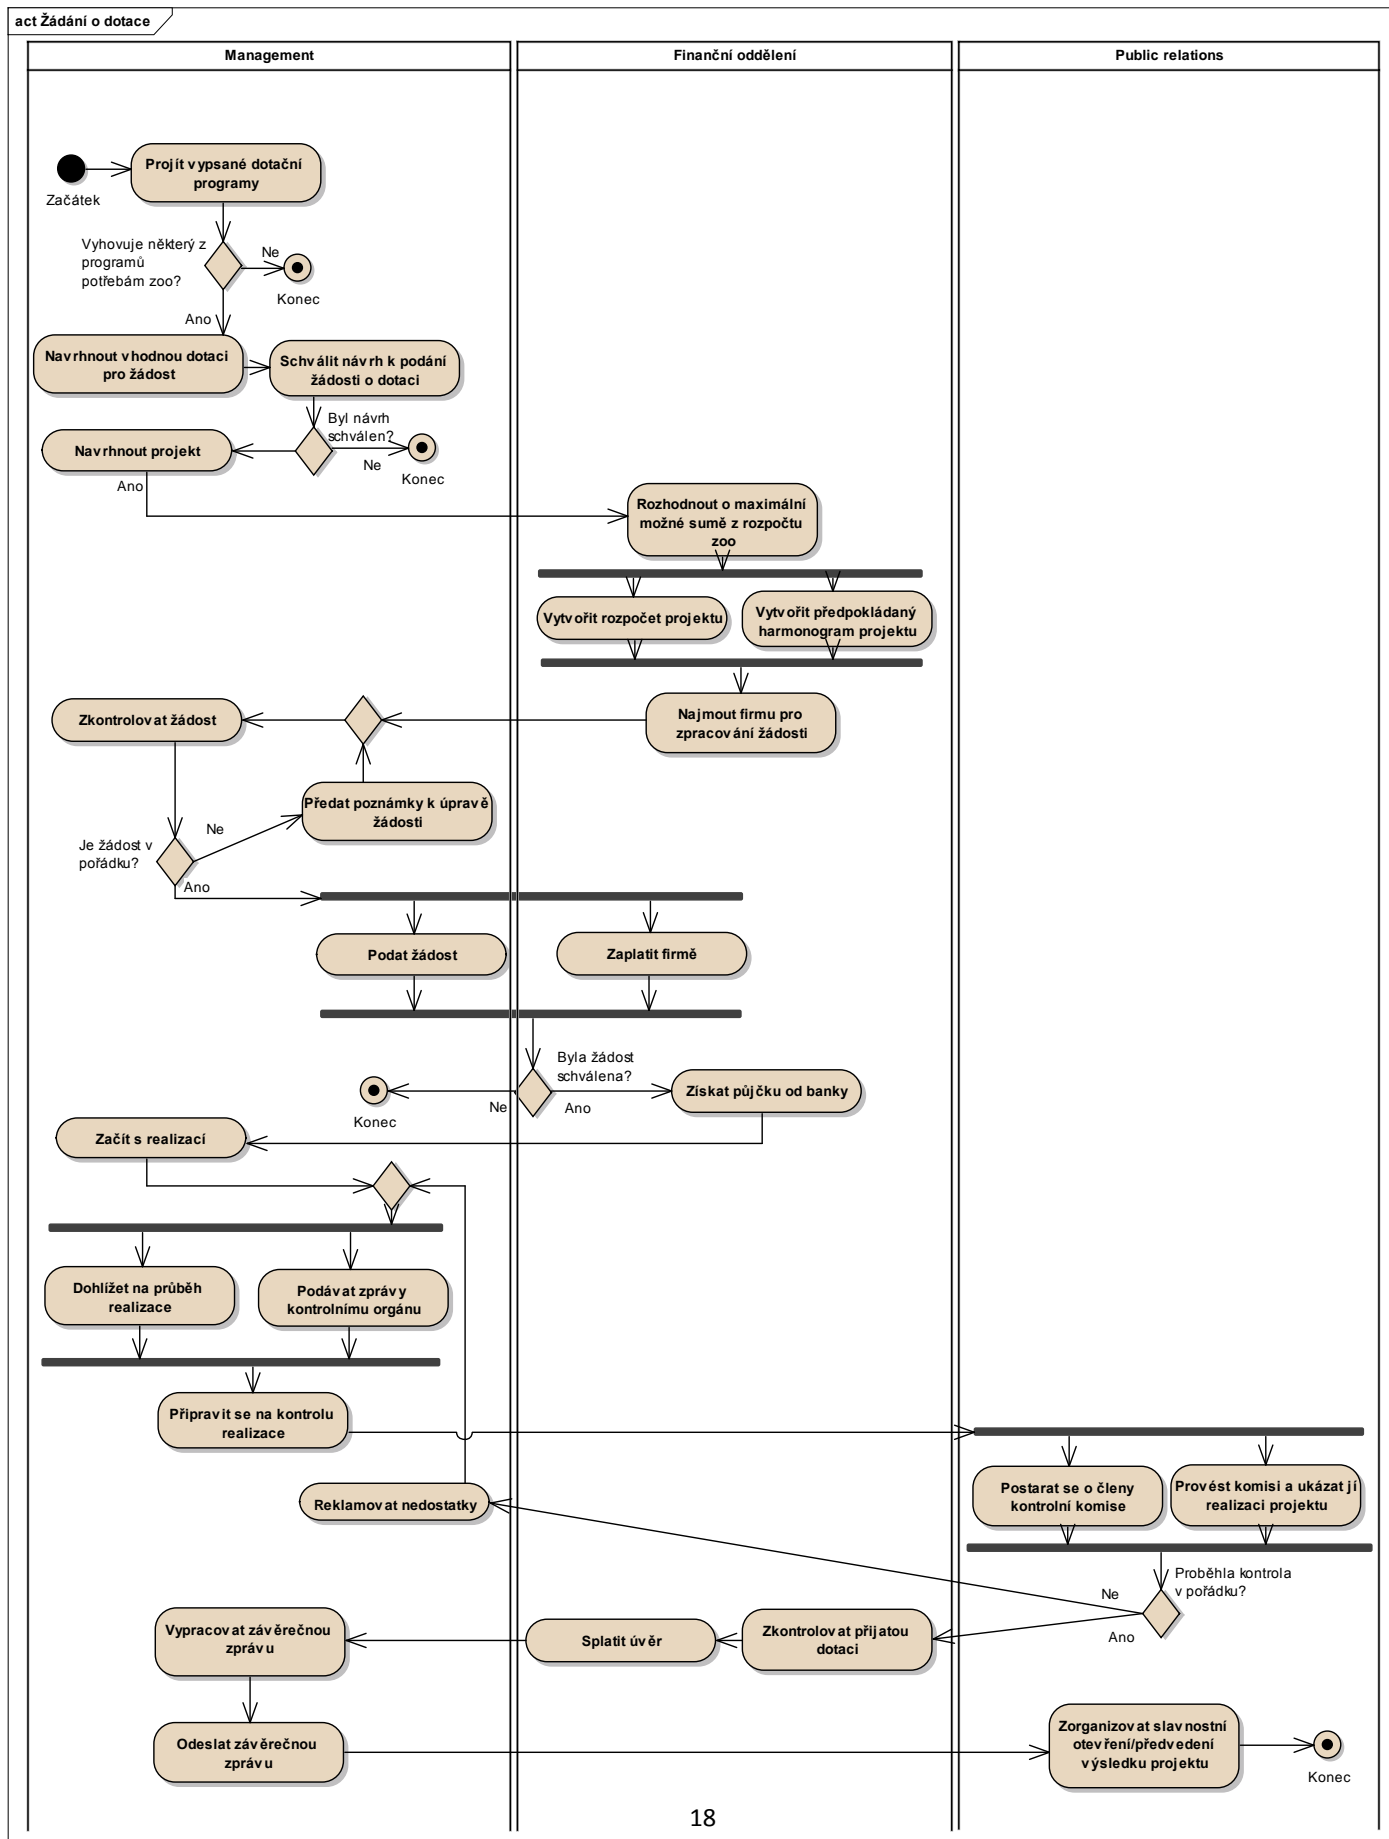 act Žádání o dotace
Management
Finanční oddělení
Public relations
Projít vypsané dotační
programy
Začátek
Vyhovuje některý z
programů
potřebám zoo?
Ne
Konec
Ano
Navrhnout vhodnou dotaci
pro žádost
Schválit návrh k podání
žádosti o dotaci
Byl návrh
schválen?
Navrhnout projekt
Ne
Konec
Ano
Rozhodnout o maximální
možné sumě z rozpočtu
zoo
Vytvořit rozpočet projektu
Vytvořit předpokládaný
harmonogram projektu
Zkontrolovat žádost
Najmout firmu pro
zpracování žádosti
Předat poznámky k úpravě
žádosti
Ne
Je žádost v
pořádku?
Ano
Podat žádost
Zaplatit firmě
Byla žádost
schválena?
Získat půjčku od banky
Ne
Ano
Konec
Začít s realizací
Dohlížet na průběh
realizace
Podávat zprávy
kontrolnímu orgánu
Připravit se na kontrolu
realizace
Reklamovat nedostatky
Postarat se o členy
kontrolní komise
Provést komisi a ukázat jí
realizaci projektu
Proběhla kontrola
v pořádku?
Ne
Ano
Vypracovat závěrečnou
zprávu
Splatit úvěr
Zkontrolovat přijatou
dotaci
Odeslat závěrečnou
zprávu
Zorganizovat slavnostní
otevření/předvedení
výsledku projektu
Konec
18